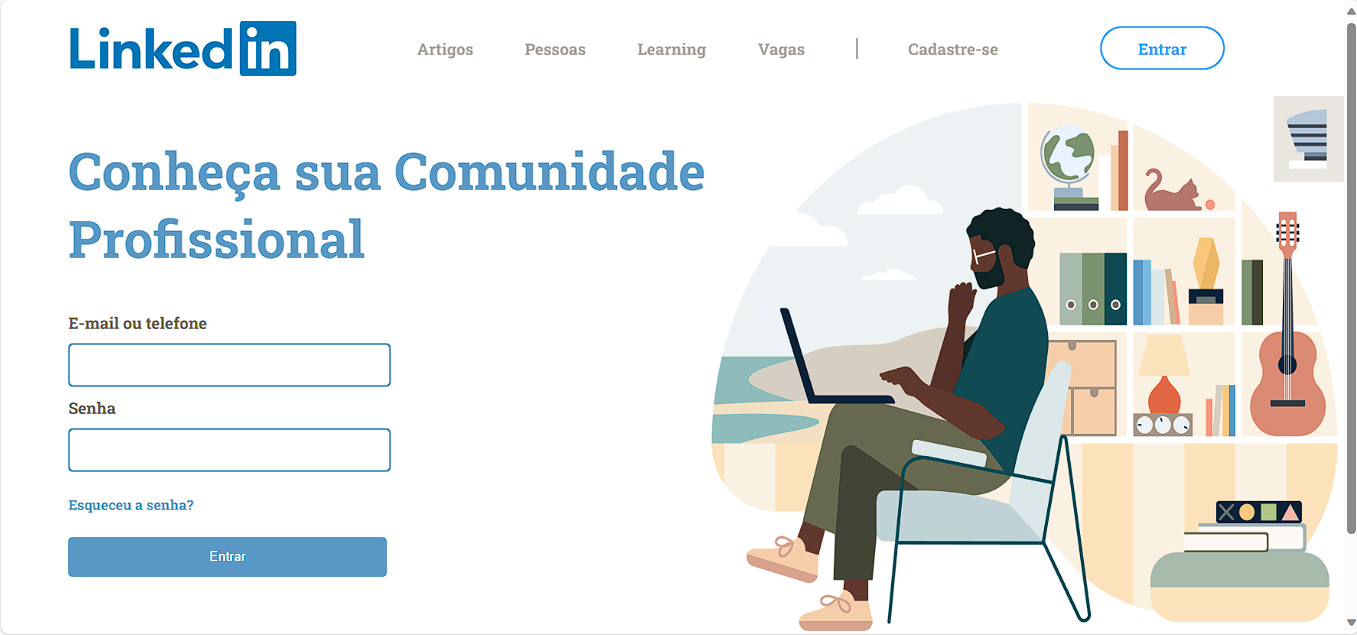 Linkedin
Artigos Pessoas Learning Vagas | Cadastre-se Entrar
Conheça sua Comunidade
Profissional
E-mail ou telefone
Senha
Esqueceu a senha?
Entrar